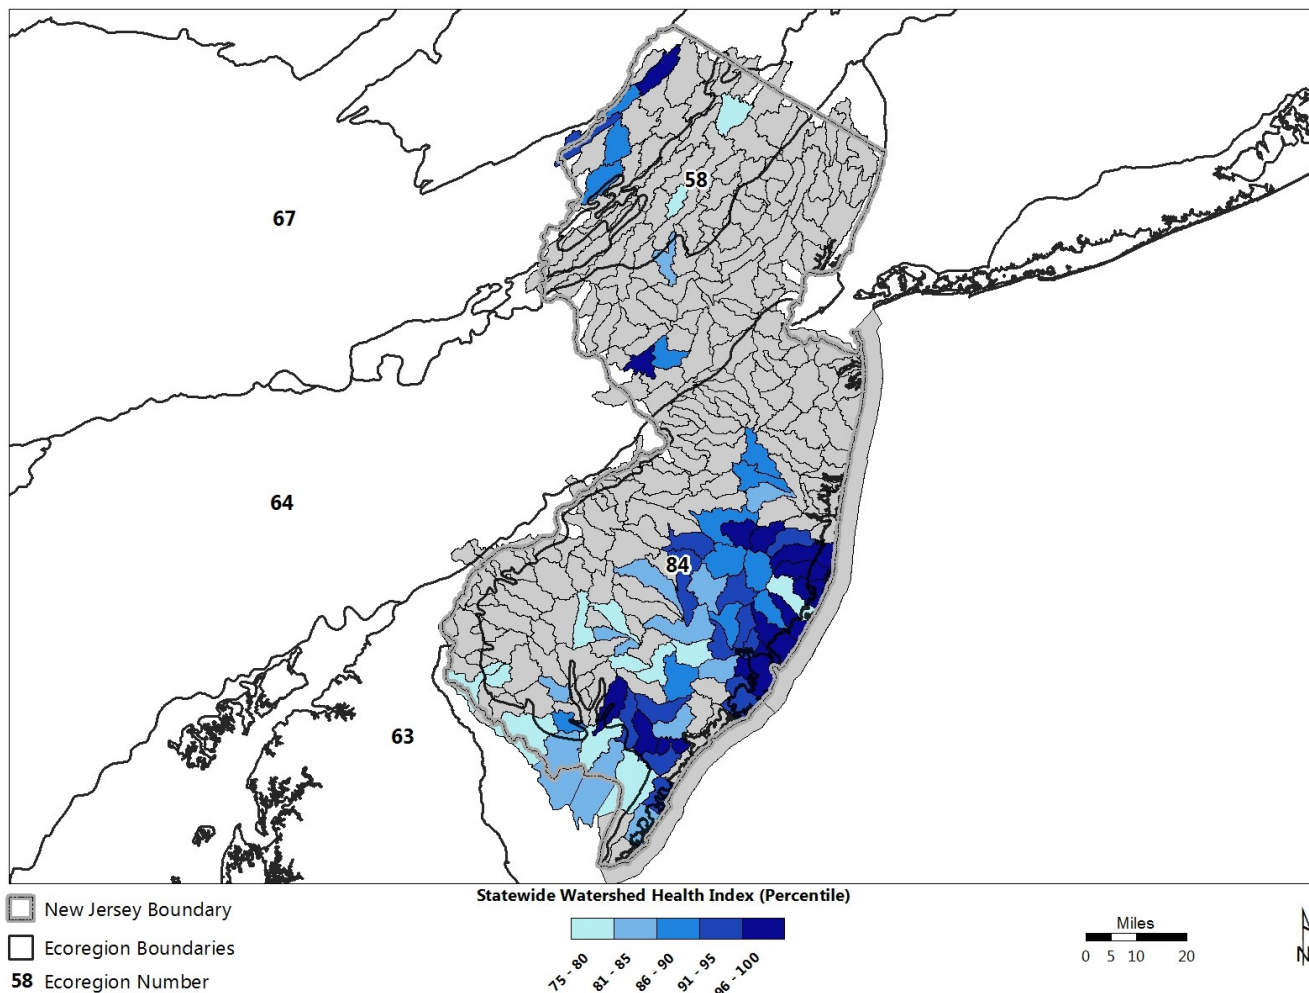 58
67
64
84
63
Statewide Watershed Health Index (Percentile)
75 - 80
81 - 85
86 - 90
91 - 95
96 - 100
New Jersey Boundary
Ecoregion Boundaries
58 Ecoregion Number
Miles
0 5 10 20
N